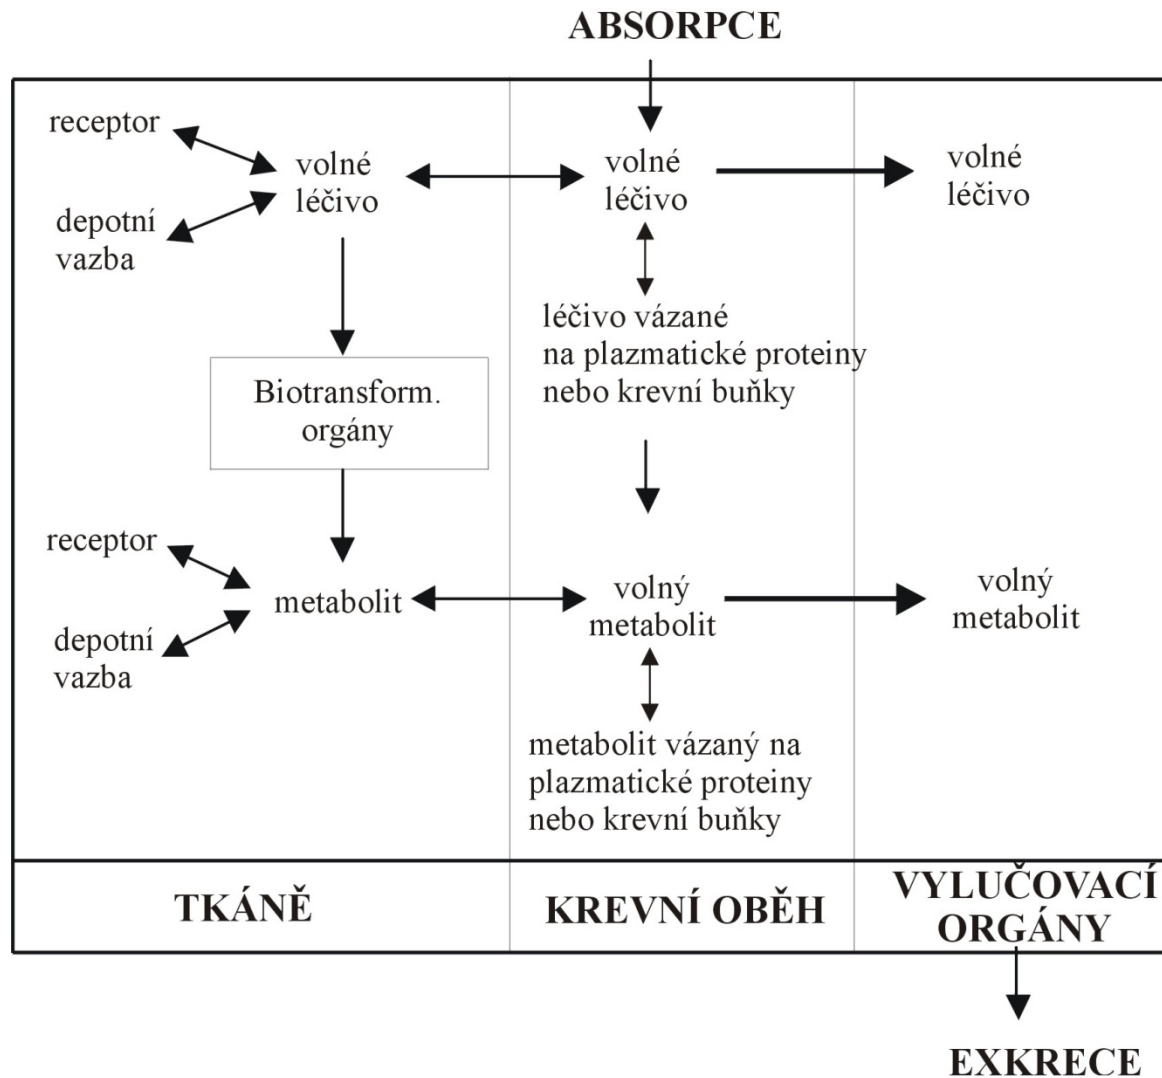 ABSORPCE
receptor
volné
léčivo
depotní
vazba
volné
léčivo
volné
léčivo
léčivo vázané
na plazmatické proteiny
nebo krevní buňky
Biotransform.
orgány
receptor
metabolit
depotní
vazba
volný
metabolit
volný
metabolit
metabolit vázaný na
plazmatické proteiny
nebo krevní buňky
TKÁNĚ
KREVNÍ OBĚH
VYLUČOVACÍ
ORGÁNY
EXKRECE